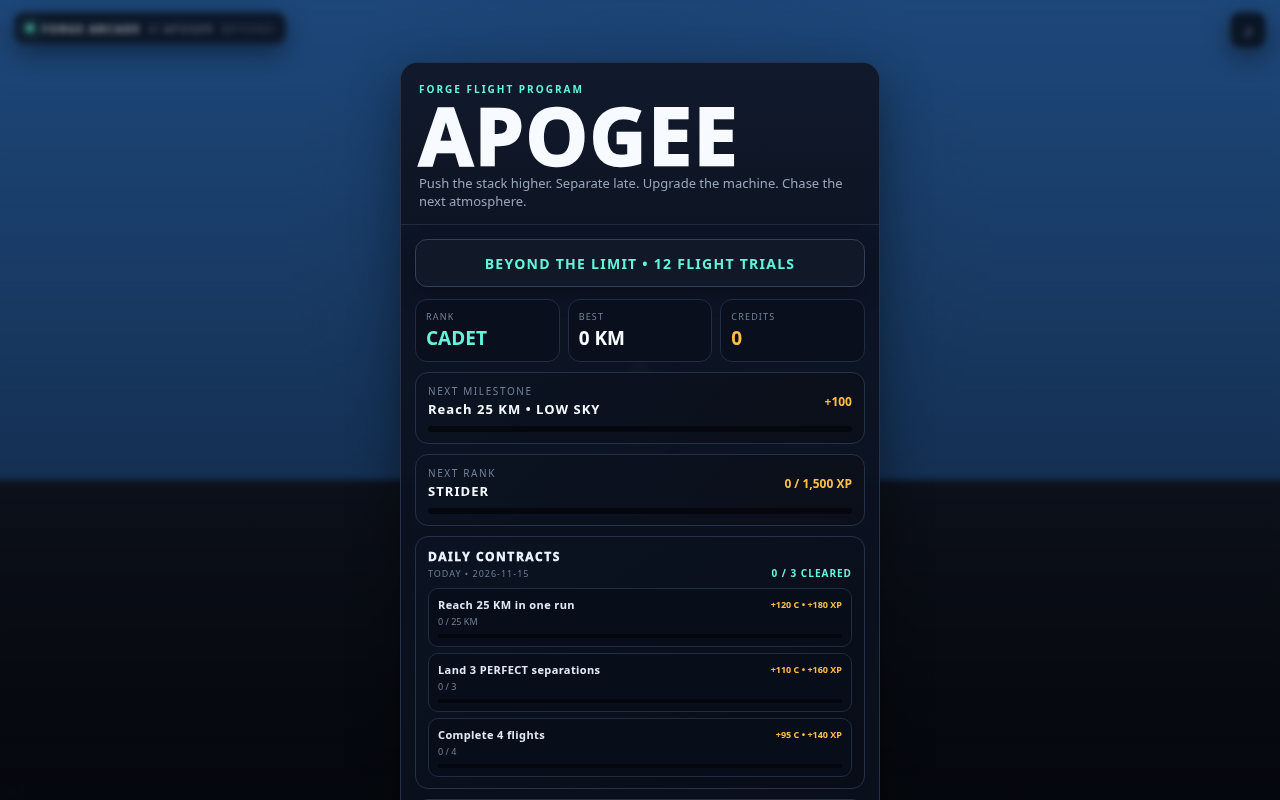 FORGE ARCADE
FORGE FLIGHT PROGRAM
APOGEE
Push the stack higher. Separate late. Upgrade the machine. Chase the
next atmosphere.
BEYOND THE LIMIT • 12 FLIGHT TRIALS
RANK
CADET
BEST
0 KM
CREDITS
0
NEXT MILESTONE
Reach 25 KM • LOW SKY
+100
NEXT RANK
STRIDER
0 / 1,500 XP
DAILY CONTRACTS
TODAY • 2026-11-15
0 / 3 CLEARED
Reach 25 KM in one run
+120 C • +180 XP
0 / 25 KM
Land 3 PERFECT separations
+110 C • +160 XP
0 / 3
Complete 4 flights
+95 C • +140 XP
0 / 4